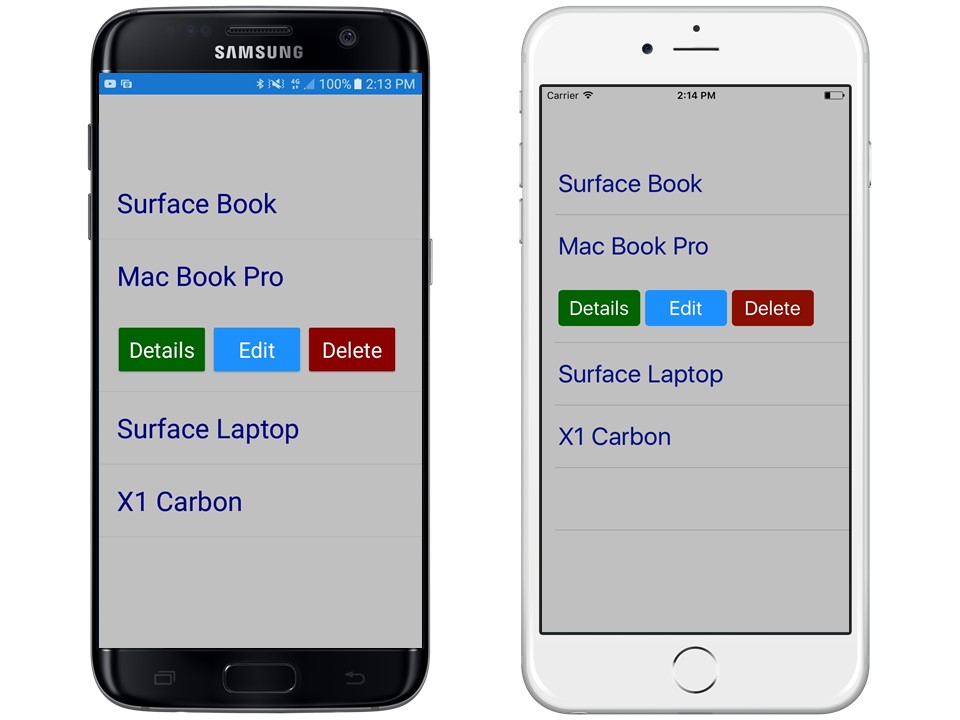 SAMSUNG
4G 100% 2:13 PM
Surface Book
Mac Book Pro
Details Edit Delete
Surface Laptop
X1 Carbon
Carrier 2:14 PM
Surface Book
Mac Book Pro
Details Edit Delete
Surface Laptop
X1 Carbon